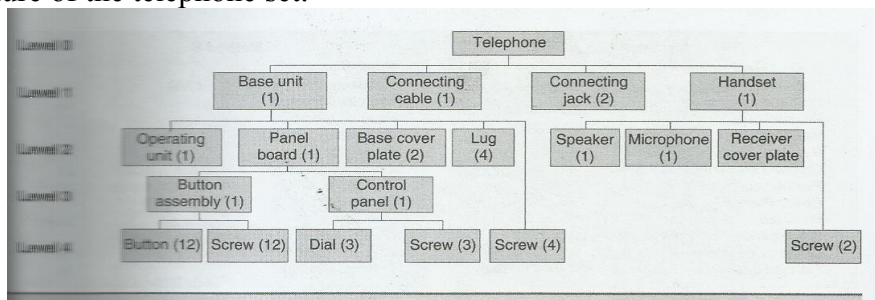 ure of the telephone set.
Level 0
Telephone
Level 1
Base unit
(1)
Connecting
cable (1)
Connecting
jack (2)
Handset
(1)
Level 2
Operating
unit (1)
Panel
board (1)
Base cover
plate (2)
Lug
(4)
Speaker
(1)
Microphone
(1)
Receiver
cover plate
Level 3
Button
assembly (1)
Control
panel (1)
Level 4
Button (12)
Screw (12)
Dial (3)
Screw (3)
Screw (4)
Screw (2)